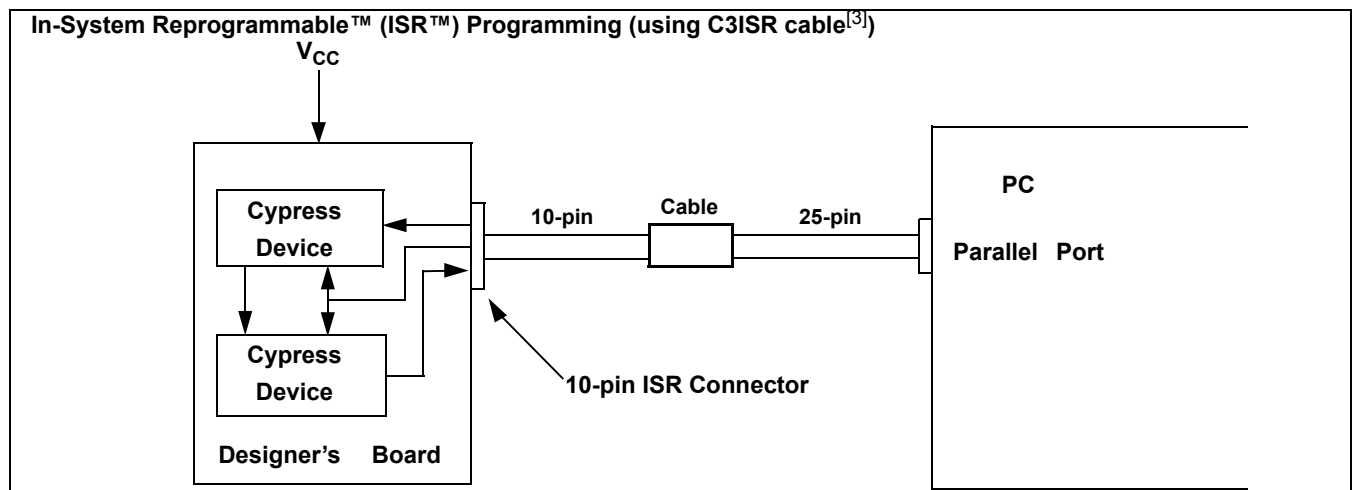 In-System Reprogrammable™ (ISR™) Programming (using C3ISR cable[3])
VCC
Cypress
Device
Cypress
Device
Designer's Board
10-pin
Cable
25-pin
10-pin ISR Connector
PC
Parallel Port